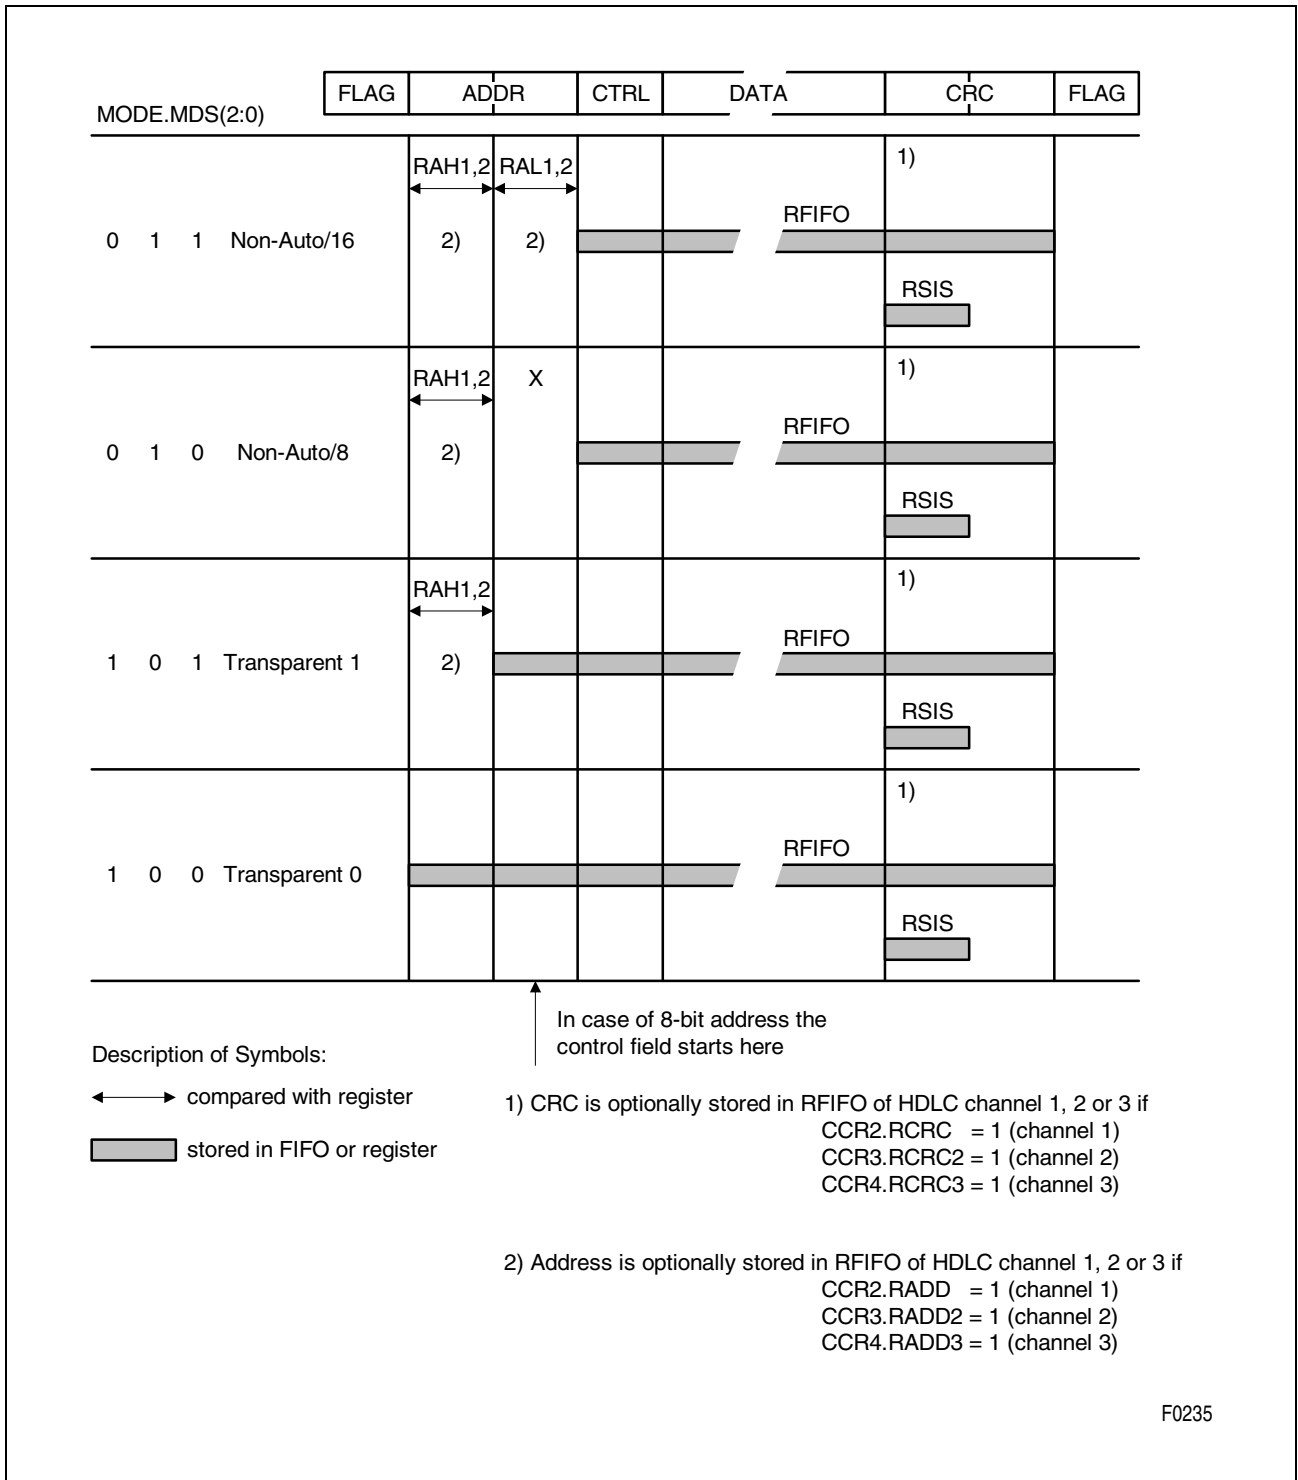 FLAG ADDR CTRL DATA CRC FLAG
MODE.MDS(2:0)
RAH1,2 RAL1,2 1)
RFIFO
0 1 1 Non-Auto/16 2) 2)
RSIS
RAH1,2 X 1)
RFIFO
0 1 0 Non-Auto/8 2)
RSIS
RAH1,2 1)
RFIFO
1 0 1 Transparent 1 2)
RSIS
1)
RFIFO
1 0 0 Transparent 0
RSIS
In case of 8-bit address the
control field starts here
Description of Symbols:
compared with register
stored in FIFO or register
1) CRC is optionally stored in RFIFO of HDLC channel 1, 2 or 3 if
CCR2.RCRC = 1 (channel 1)
CCR3.RCRC2 = 1 (channel 2)
CCR4.RCRC3 = 1 (channel 3)
2) Address is optionally stored in RFIFO of HDLC channel 1, 2 or 3 if
CCR2.RADD = 1 (channel 1)
CCR3.RADD2 = 1 (channel 2)
CCR4.RADD3 = 1 (channel 3)
F0235